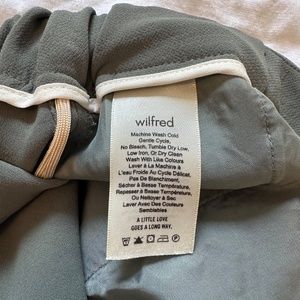 wilfred
Machine Wash Cold
Gentle Cycle,
No Bleach, Tumble Dry Low,
Low Iron, Or Dry Clean
Wash With Like Colours
Laver À La Machine À
L'eau Froide Au Cycle Délicat,
Pas De Blanchiment,
Sécher À Basse Température,
Repasser À Basse Température,
Ou Nettoyer À Sec
Laver Avec Des Couleurs
Semblables
A LITTLE LOVE
GOES A LONG WAY.